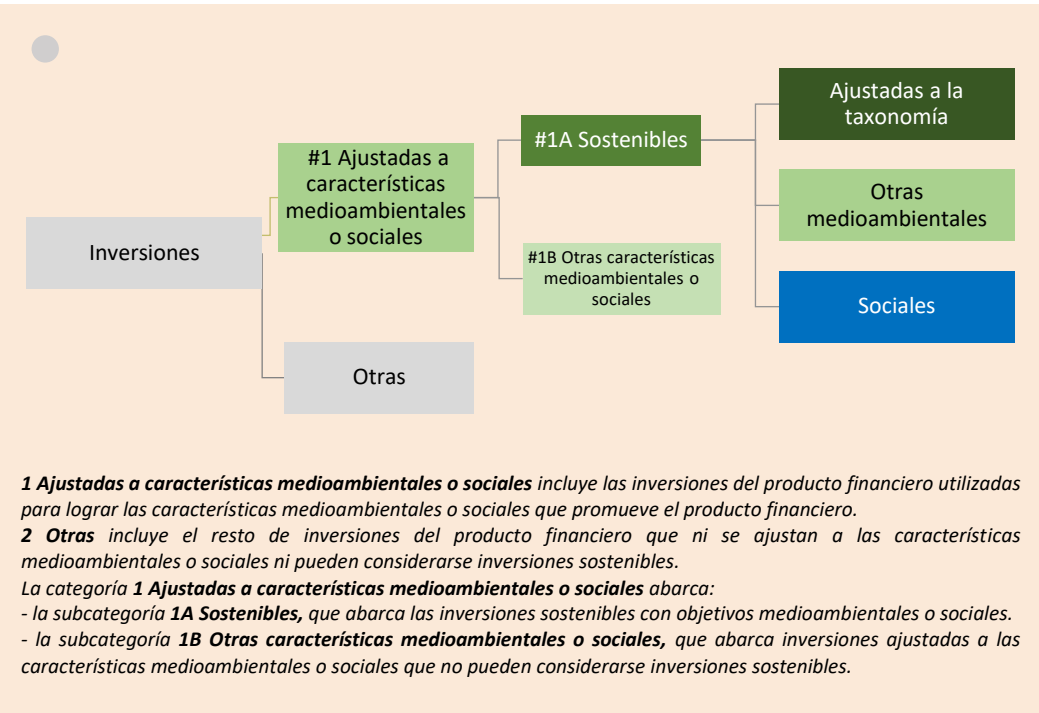 Inversiones
#1 Ajustadas a
características
medioambientales
o sociales
Otras
#1A Sostenibles
#1B Otras características
medioambientales o
sociales
Ajustadas a la
taxonomía
Otras
medioambientales
Sociales
1 Ajustadas a características medioambientales o sociales incluye las inversiones del producto financiero utilizadas
para lograr las características medioambientales o sociales que promueve el producto financiero.
2 Otras incluye el resto de inversiones del producto financiero que ni se ajustan a las características
medioambientales o sociales ni pueden considerarse inversiones sostenibles.
La categoría 1 Ajustadas a características medioambientales o sociales abarca:
- la subcategoría 1A Sostenibles, que abarca las inversiones sostenibles con objetivos medioambientales o sociales.
- la subcategoría 1B Otras características medioambientales o sociales, que abarca inversiones ajustadas a las
características medioambientales o sociales que no pueden considerarse inversiones sostenibles.